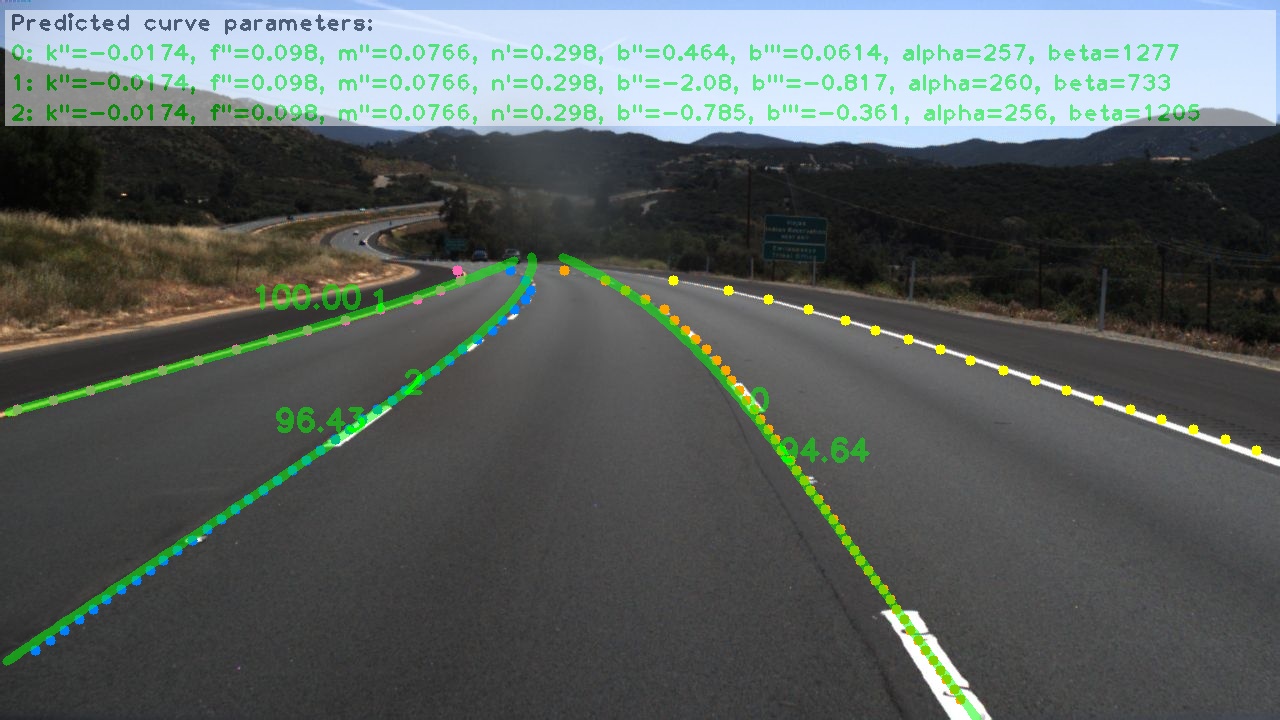 Predicted curve parameters:
0: k''=-0.0174, f''=0.098, m''=0.0766, n'=0.298, b''=0.464, b'''=0.0614, alpha=257, beta=1277
1: k''=-0.0174, f''=0.098, m''=0.0766, n'=0.298, b''=-2.08, b'''=-0.817, alpha=260, beta=733
2: k''=-0.0174, f''=0.098, m''=0.0766, n'=0.298, b''=-0.785, b'''=-0.361, alpha=256, beta=1205
Indian Reservation
100.00 1
2
0
96.43
94.64